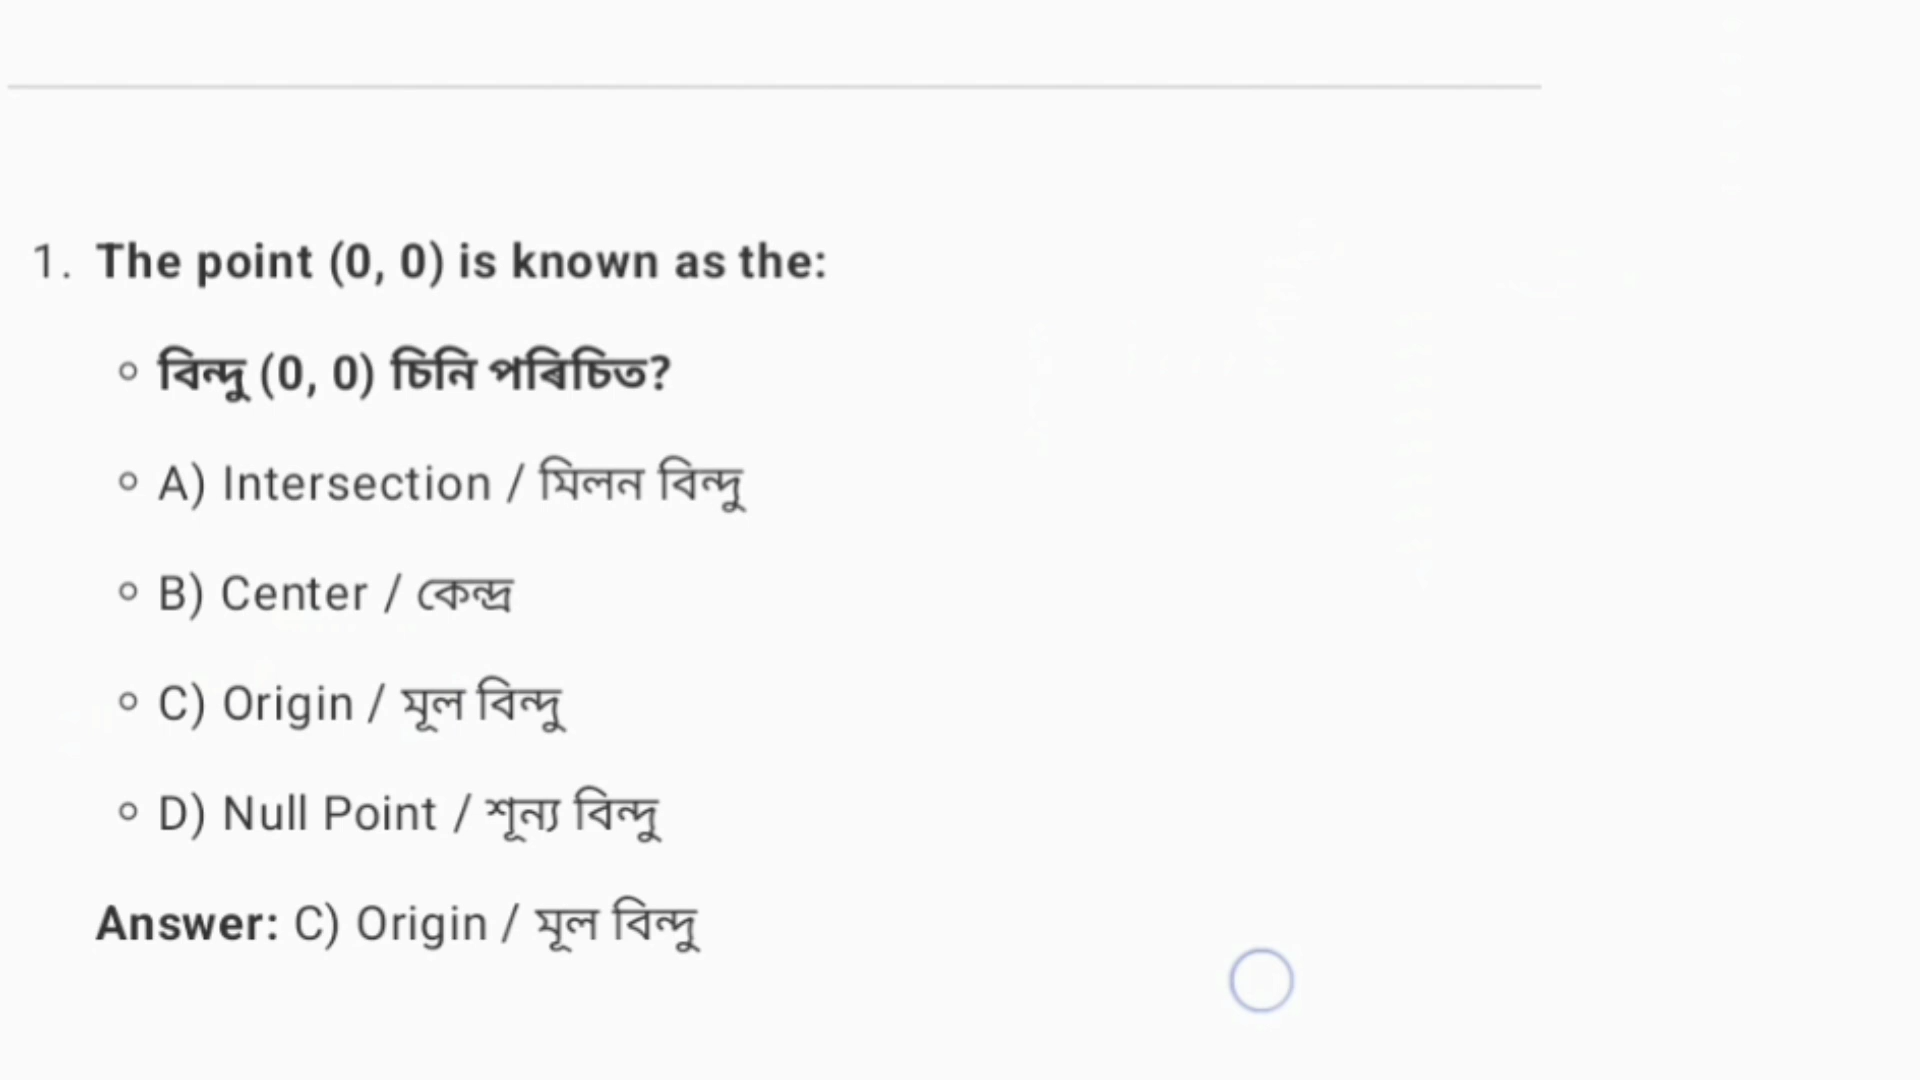 1. The point (0, 0) is known as the:
বিন্দু (0, 0) চিনি পৰিচিত?
A) Intersection / মিলন বিন্দু
B) Center / কেন্দ্ৰ
C) Origin / মূল বিন্দু
D) Null Point / শূন্য বিন্দু
Answer: C) Origin / মূল বিন্দু